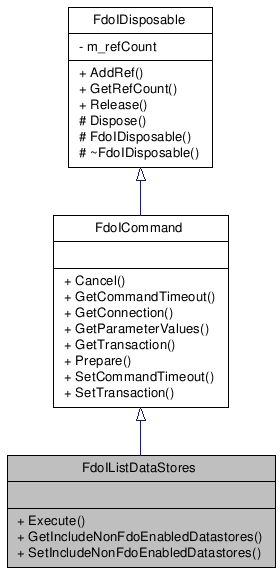 FdoIDisposable
- m_refCount
+ AddRef()
+ GetRefCount()
+ Release()
# Dispose()
# FdoIDisposable()
# ~FdoIDisposable()
FdoICommand
+ Cancel()
+ GetCommandTimeout()
+ GetConnection()
+ GetParameterValues()
+ GetTransaction()
+ Prepare()
+ SetCommandTimeout()
+ SetTransaction()
FdoIListDataStores
+ Execute()
+ GetIncludeNonFdoEnabledDatastores()
+ SetIncludeNonFdoEnabledDatastores()